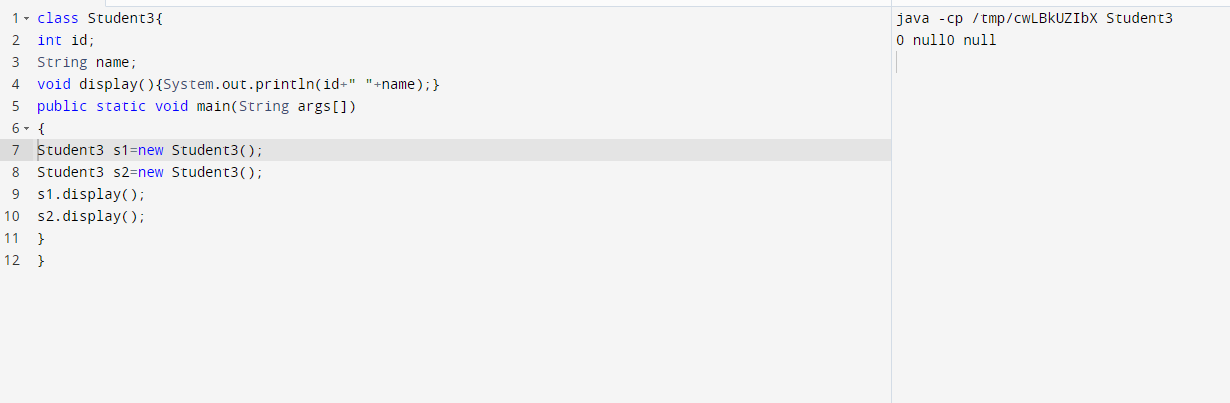 1 class Student3{
2 int id;
3 String name;
4 void display(){System.out.println(id+" "+name);}
5 public static void main(String args[])
6 {
7 Student3 s1=new Student3();
8 Student3 s2=new Student3();
9 s1.display();
10 s2.display();
11 }
12 }
java -cp /tmp/cwLBkUZIbX Student3
0 null0 null